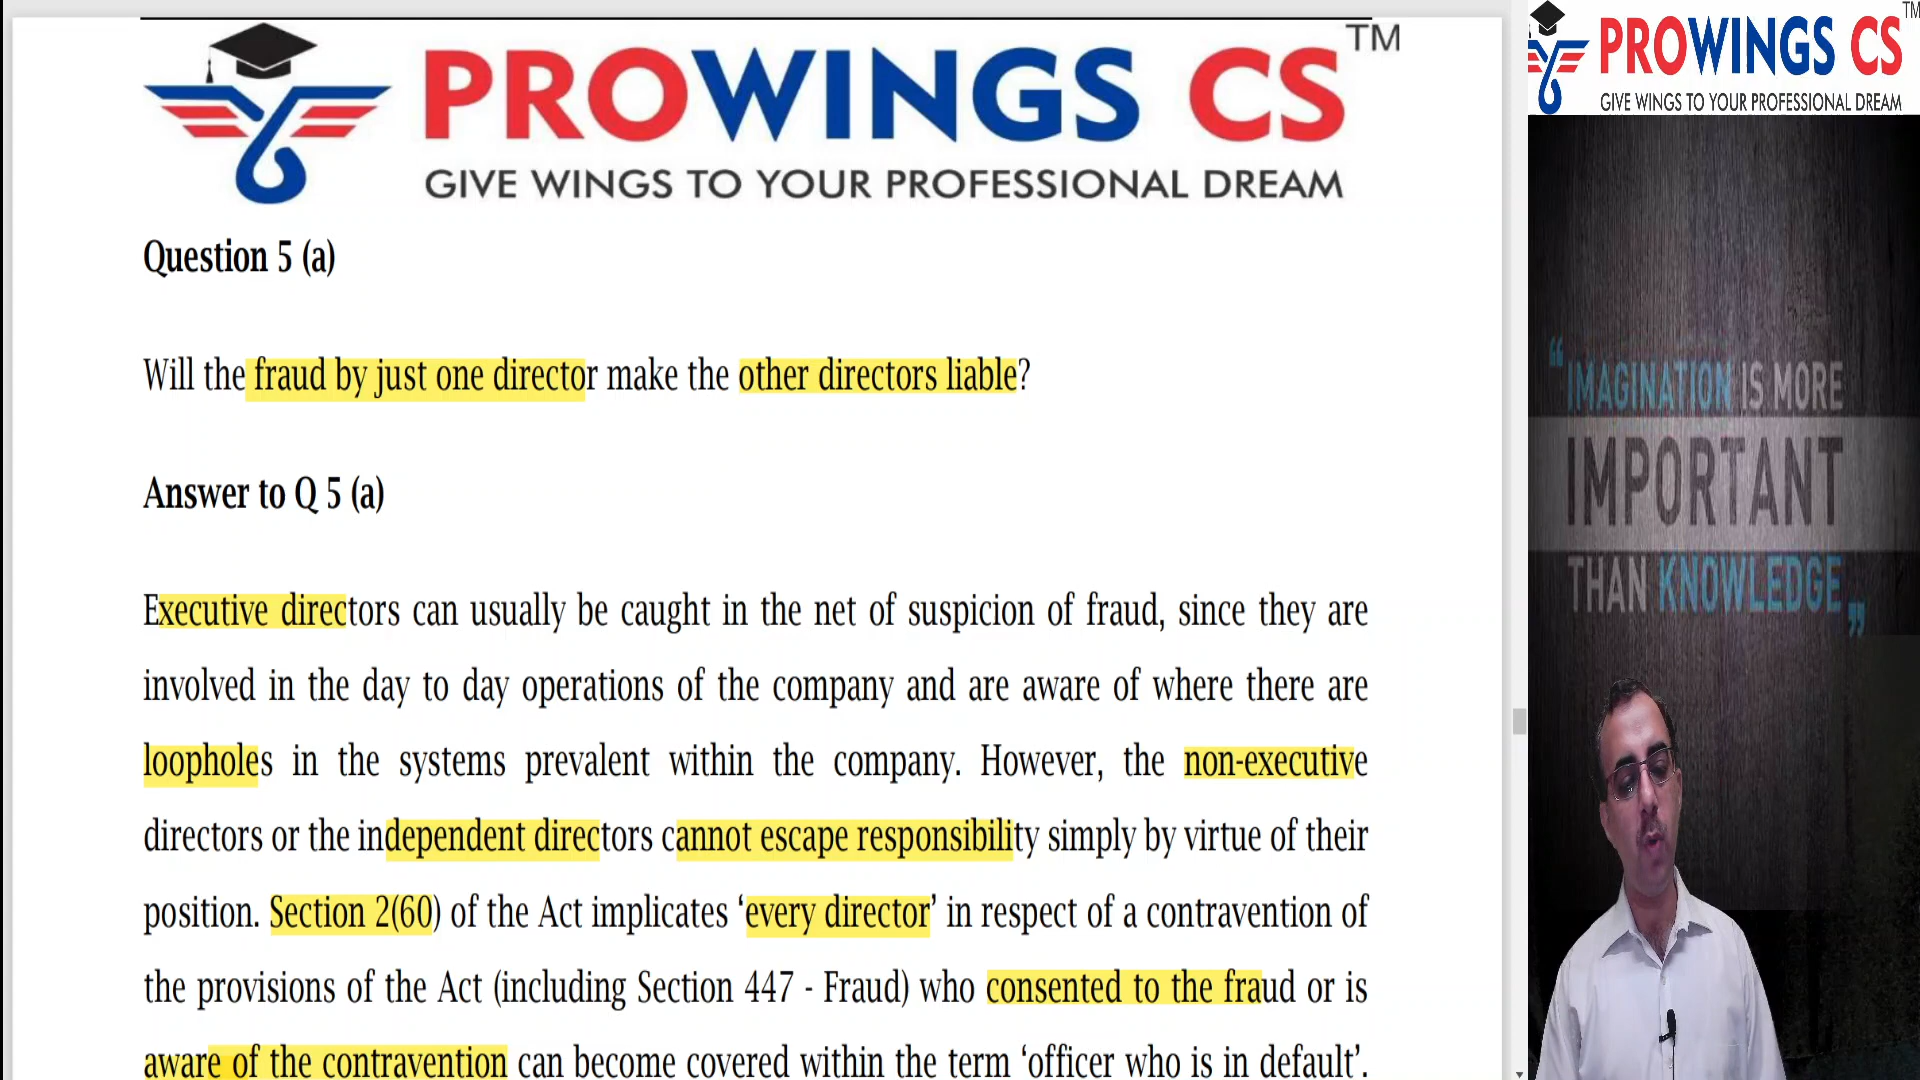 PROWINGS CS TM
GIVE WINGS TO YOUR PROFESSIONAL DREAM
Question 5 (a)
Will the fraud by just one director make the other directors liable?
Answer to Q 5 (a)
Executive directors can usually be caught in the net of suspicion of fraud, since they are
involved in the day to day operations of the company and are aware of where there are
loopholes in the systems prevalent within the company. However, the non-executive
directors or the independent directors cannot escape responsibility simply by virtue of their
position. Section 2(60) of the Act implicates ‘every director’ in respect of a contravention of
the provisions of the Act (including Section 447 - Fraud) who consented to the fraud or is
aware of the contravention can become covered within the term ‘officer who is in default’.
PROWINGS CS TM
GIVE WINGS TO YOUR PROFESSIONAL DREAM
“IMAGINATION IS MORE
IMPORTANT
THAN KNOWLEDGE„